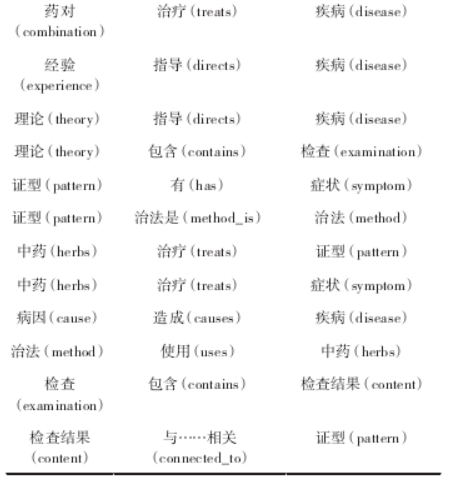 药对 治疗(treats) 疾病(disease)
(combination)
经验 指导(directs) 疾病(disease)
(experience)
理论(theory) 指导(directs) 疾病(disease)
理论(theory) 包含(contains) 检查(examination)
证型(pattern) 有(has) 症状(symptom)
证型(pattern) 治法是(method_is) 治法(method)
中药(herbs) 治疗(treats) 证型(pattern)
中药(herbs) 治疗(treats) 症状(symptom)
病因(cause) 造成(causes) 疾病(disease)
治法(method) 使用(uses) 中药(herbs)
检查 包含(contains) 检查结果(content)
(examination)
检查结果 与……相关 证型(pattern)
(content) (connected_to)